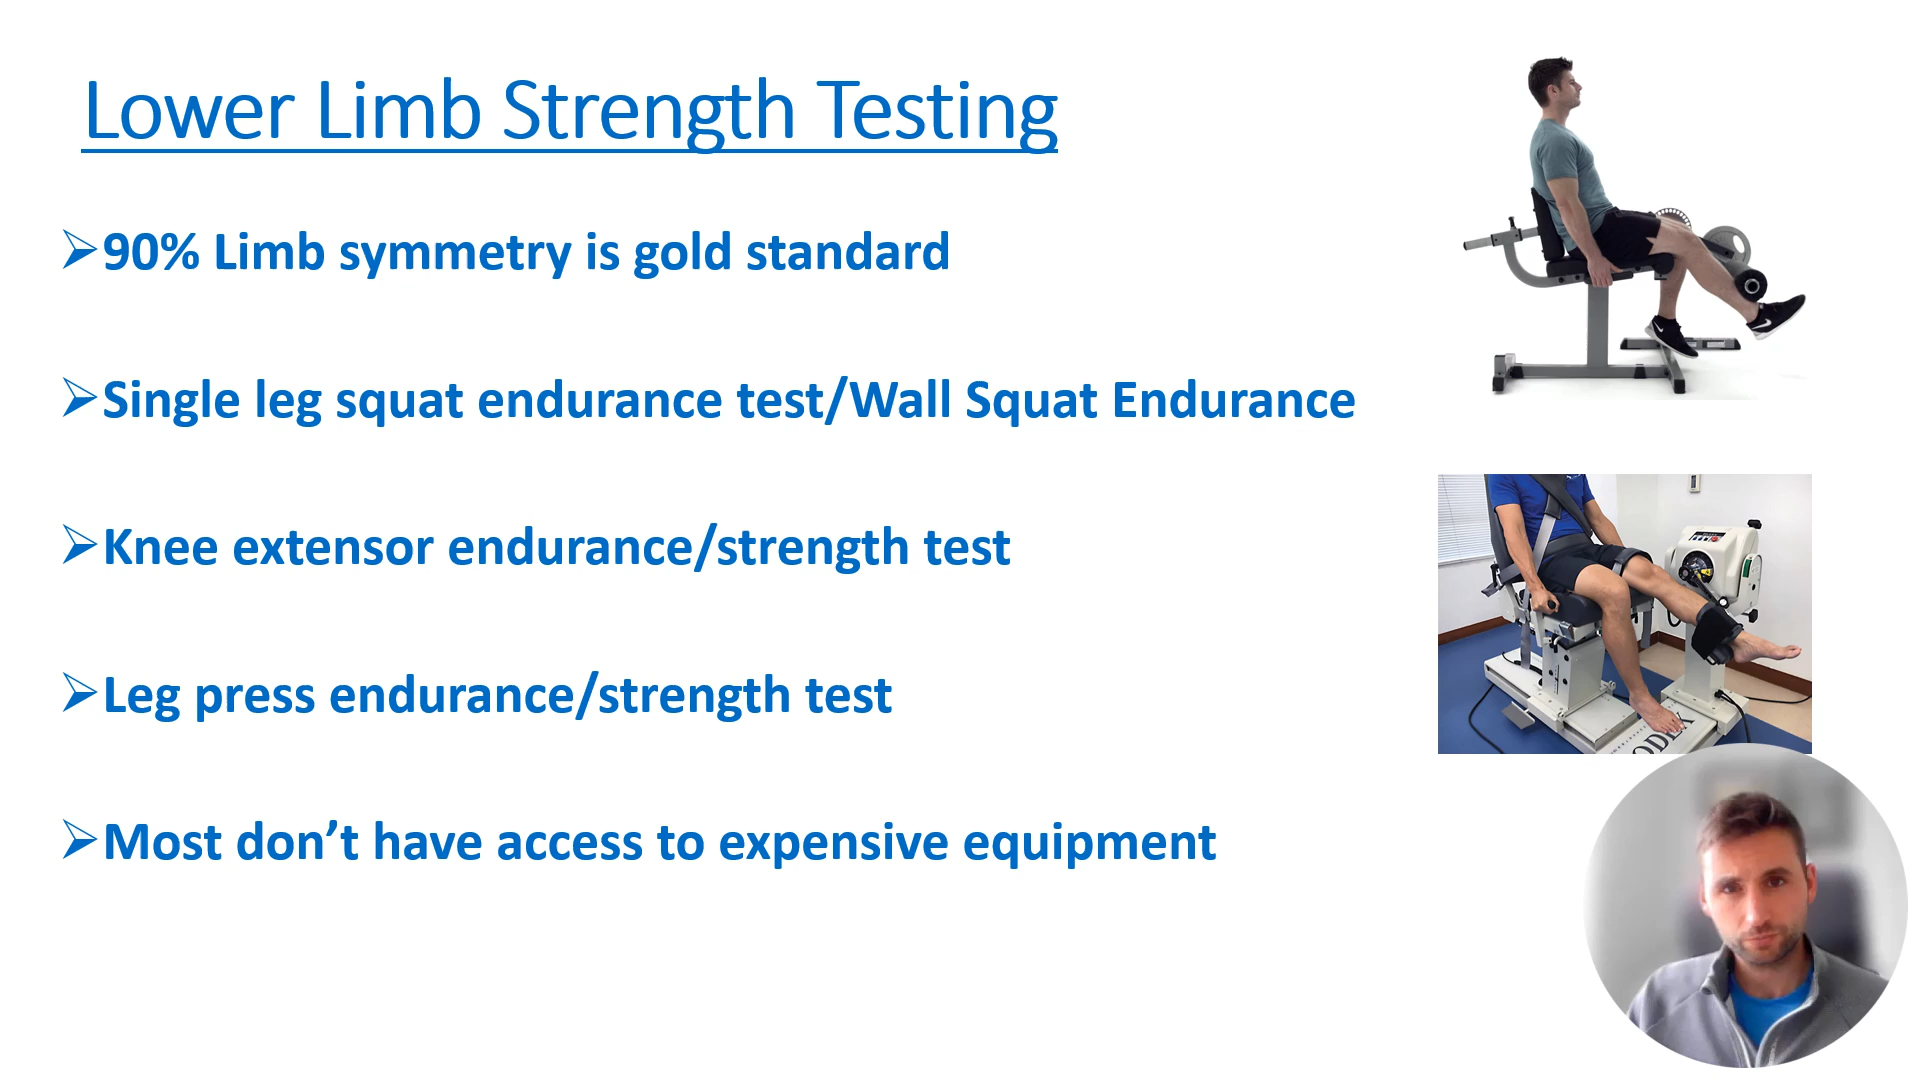 Lower Limb Strength Testing
90% Limb symmetry is gold standard
Single leg squat endurance test/Wall Squat Endurance
Knee extensor endurance/strength test
Leg press endurance/strength test
Most don’t have access to expensive equipment